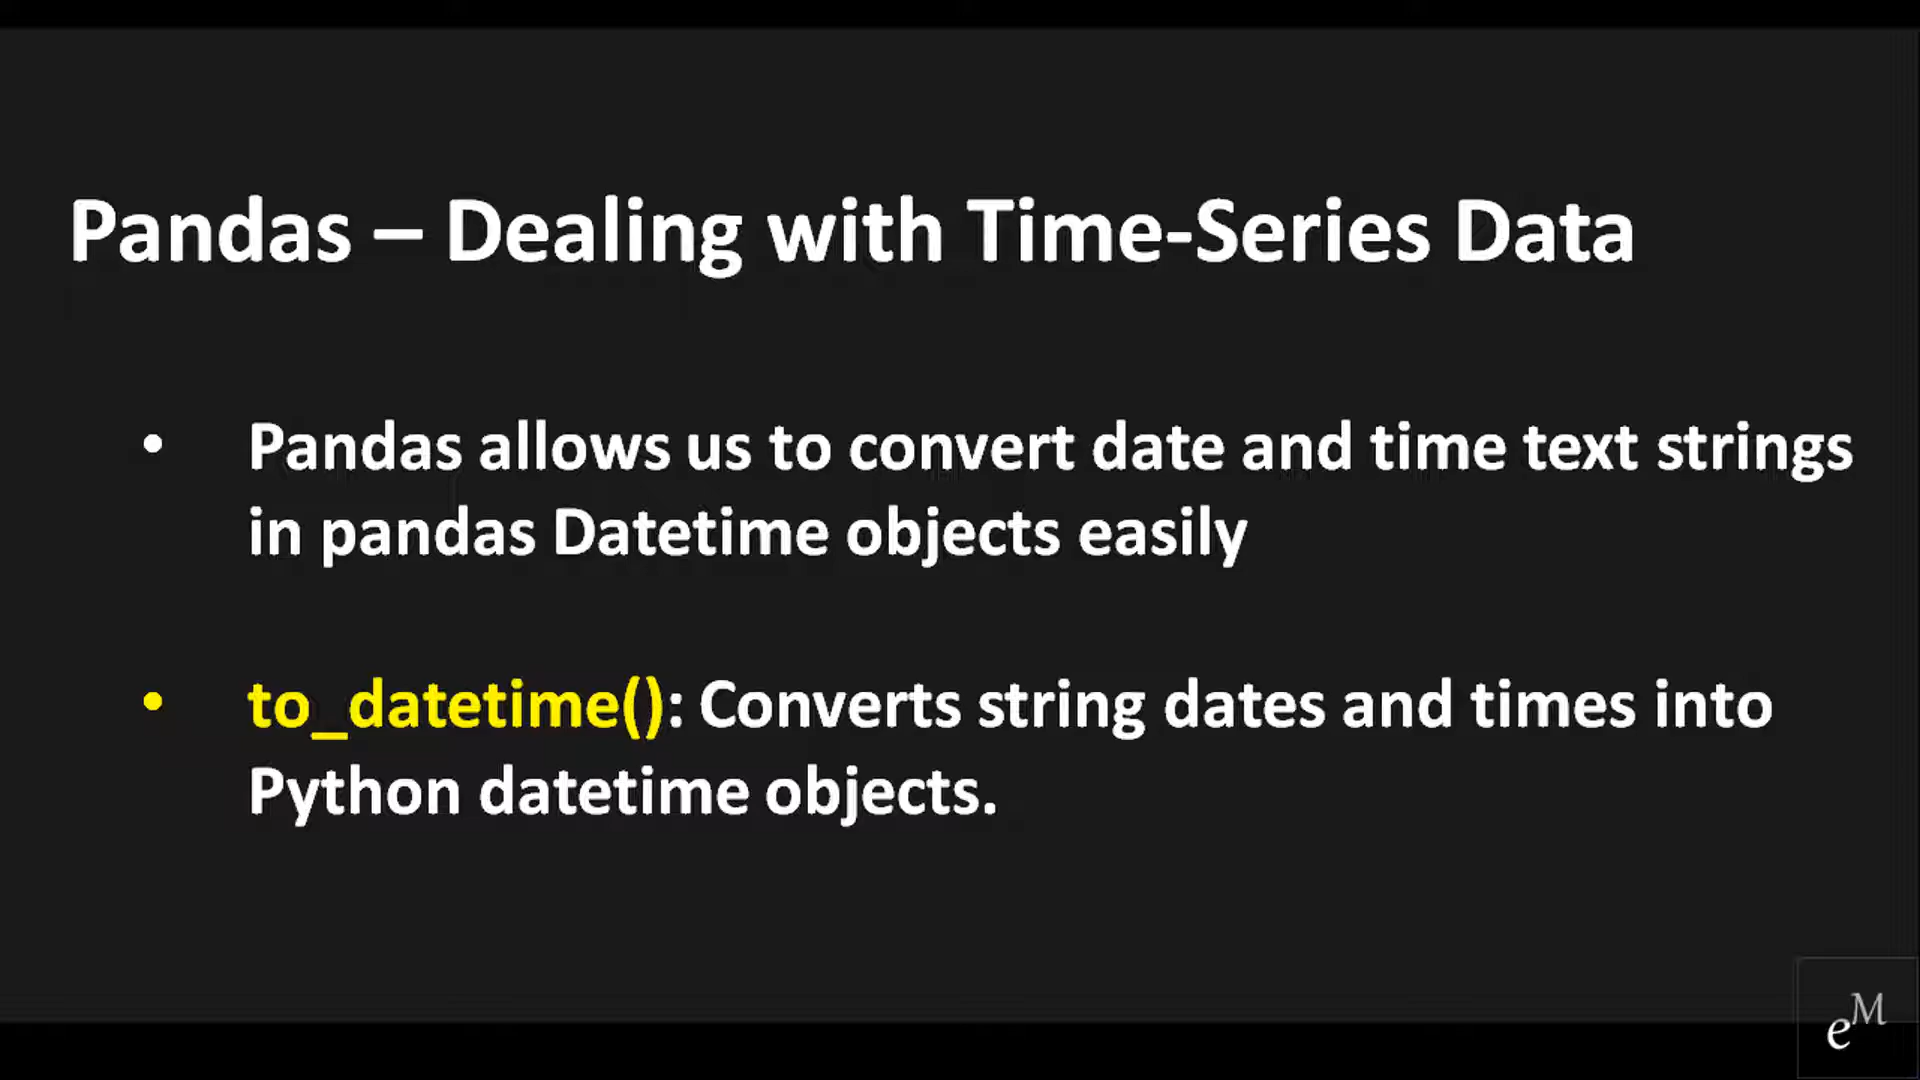 Pandas – Dealing with Time-Series Data
• Pandas allows us to convert date and time text strings
in pandas Datetime objects easily
• to_datetime(): Converts string dates and times into
Python datetime objects.
eM